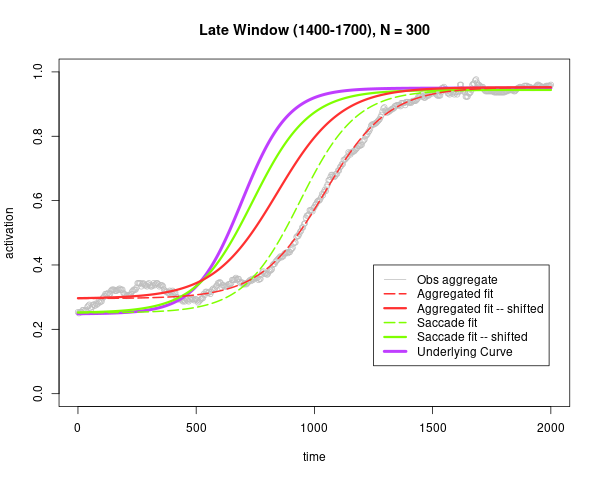 Late Window (1400-1700), N = 300
activation
1.0
0.8
0.6
0.4
0.2
0.0
Obs aggregate
Aggregated fit
Aggregated fit -- shifted
Saccade fit
Saccade fit -- shifted
Underlying Curve
0 500 1000 1500 2000
time